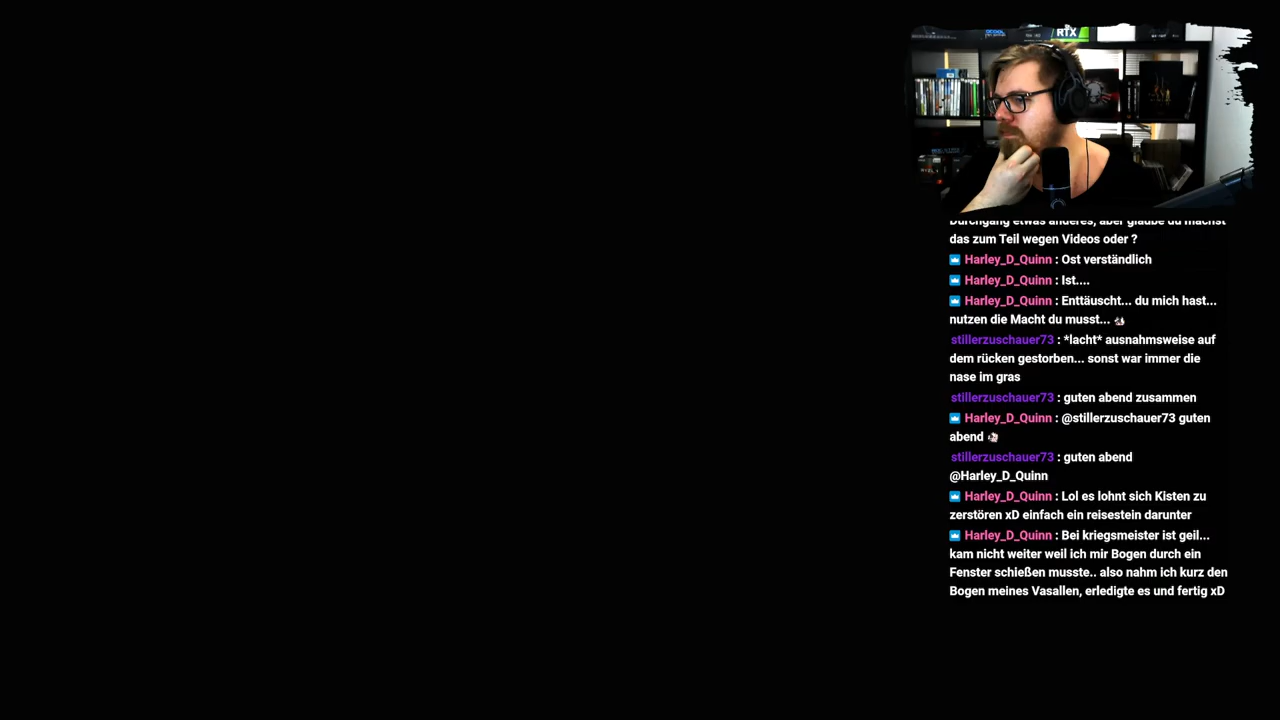 RTX
Durchgang etwas anderes, aber glaube du machst
das zum Teil wegen Videos oder ?
Harley_D_Quinn : Ost verständlich
Harley_D_Quinn : Ist....
Harley_D_Quinn : Enttäuscht... du mich hast...
nutzen die Macht du musst...
stillerzuschauer73 : *lacht* ausnahmsweise auf
dem rücken gestorben... sonst war immer die
nase im gras
stillerzuschauer73 : guten abend zusammen
Harley_D_Quinn : @stillerzuschauer73 guten
abend
stillerzuschauer73 : guten abend
@Harley_D_Quinn
Harley_D_Quinn : Lol es lohnt sich Kisten zu
zerstören xD einfach ein reisestein darunter
Harley_D_Quinn : Bei kriegsmeister ist geil...
kam nicht weiter weil ich mir Bogen durch ein
Fenster schießen musste.. also nahm ich kurz den
Bogen meines Vasallen, erledigte es und fertig xD